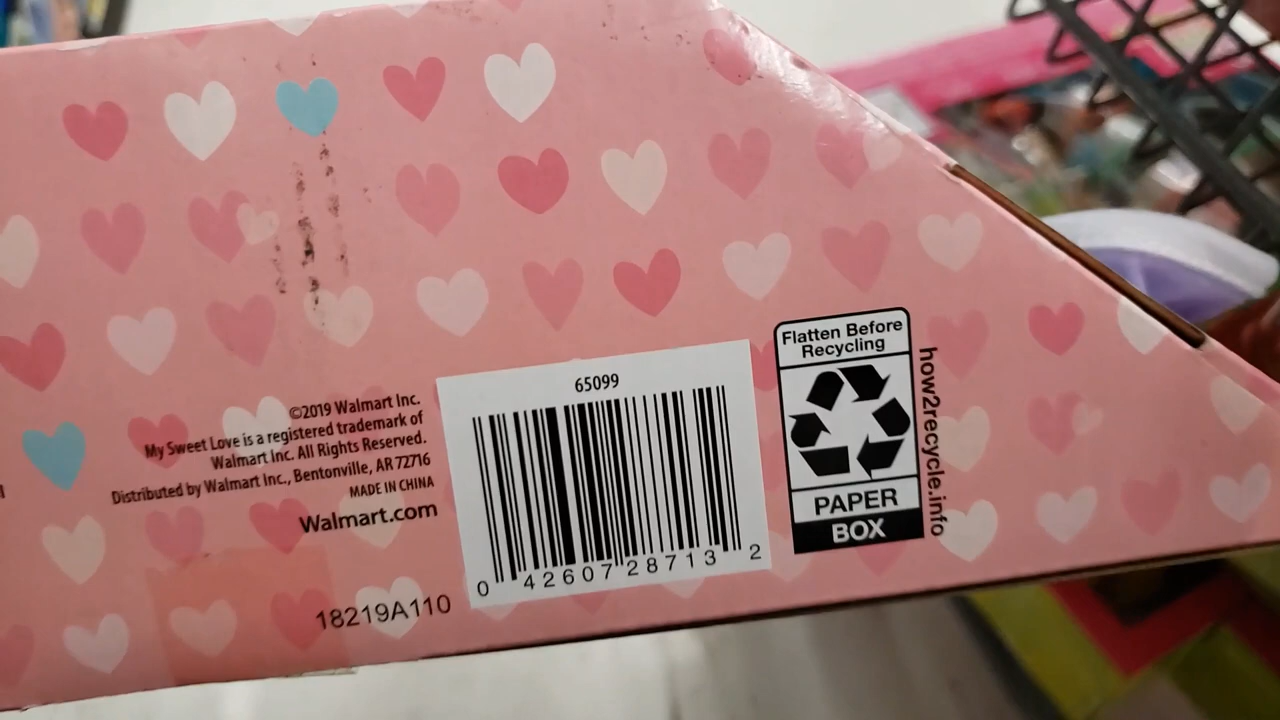 ©2019 Walmart Inc.
My Sweet Love is a registered trademark of
Walmart Inc. All Rights Reserved.
Distributed by Walmart Inc., Bentonville, AR 72716
MADE IN CHINA
Walmart.com
18219A110
65099
0 42607 28713 2
Flatten Before
Recycling
PAPER
BOX
how2recycle.info